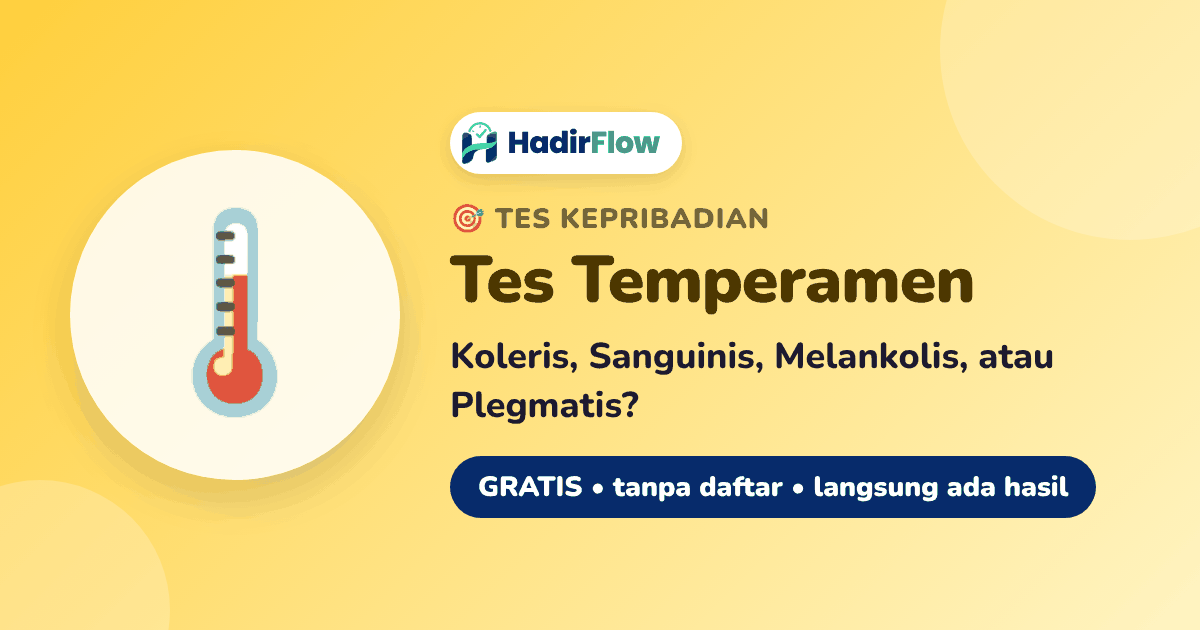 HadirFlow
TES KEPRIBADIAN
Tes Temperamen
Koleris, Sanguinis, Melankolis, atau
Plegmatis?
GRATIS • tanpa daftar • langsung ada hasil